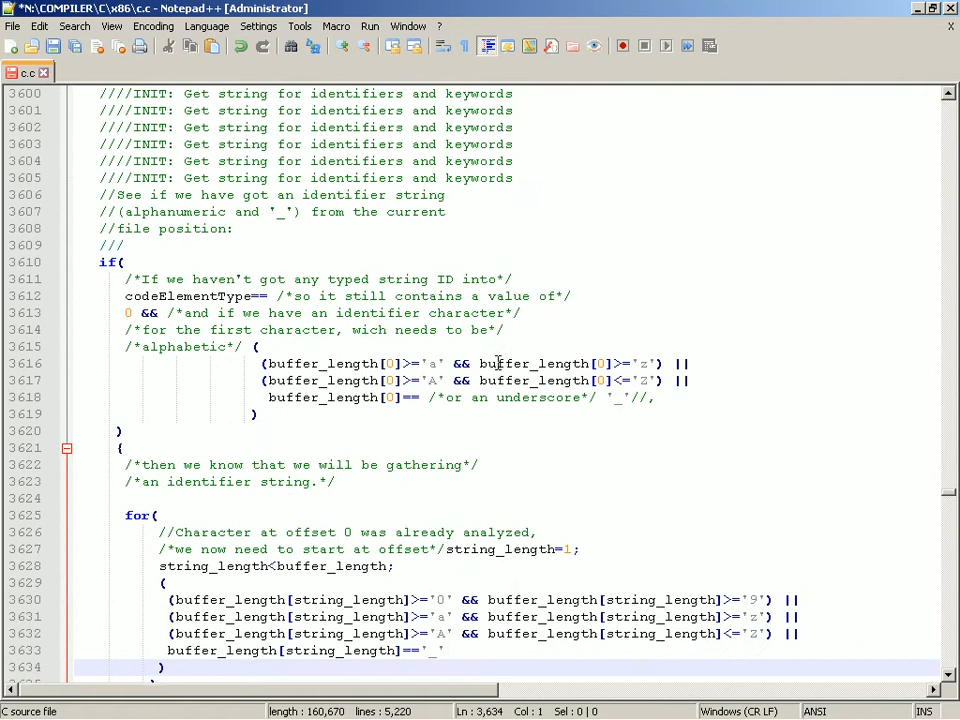 *N:\COMPILER\C\x86\c.c - Notepad++ [Administrator]
File Edit Search View Encoding Language Settings Tools Macro Run Window ? X
c.c
3600 ////INIT: Get string for identifiers and keywords
3601 ////INIT: Get string for identifiers and keywords
3602 ////INIT: Get string for identifiers and keywords
3603 ////INIT: Get string for identifiers and keywords
3604 ////INIT: Get string for identifiers and keywords
3605 ////INIT: Get string for identifiers and keywords
3606 //See if we have got an identifier string
3607 //(alphanumeric and '_') from the current
3608 //file position:
3609 ///
3610 if(
3611 /*If we haven't got any typed string ID into*/
3612 codeElementType== /*so it still contains a value of*/
3613 0 && /*and if we have an identifier character*/
3614 /*for the first character, wich needs to be*/
3615 /*alphabetic*/ (
3616 (buffer_length[0]>='a' && buffer_length[0]>='z') ||
3617 (buffer_length[0]>='A' && buffer_length[0]<='Z') ||
3618 buffer_length[0]== /*or an underscore*/ '_'//,
3619 )
3620 )
3621 {
3622 /*then we know that we will be gathering*/
3623 /*an identifier string.*/
3624
3625 for(
3626 //Character at offset 0 was already analyzed,
3627 /*we now need to start at offset*/string_length=1;
3628 string_length<buffer_length;
3629 (
3630 (buffer_length[string_length]>='0' && buffer_length[string_length]>='9') ||
3631 (buffer_length[string_length]>='a' && buffer_length[string_length]>='z') ||
3632 (buffer_length[string_length]>='A' && buffer_length[string_length]<='Z') ||
3633 buffer_length[string_length]=='_'
3634 )
C source file length : 160,670 lines : 5,220 Ln : 3,634 Col : 1 Sel : 0 | 0 Windows (CR LF) ANSI INS